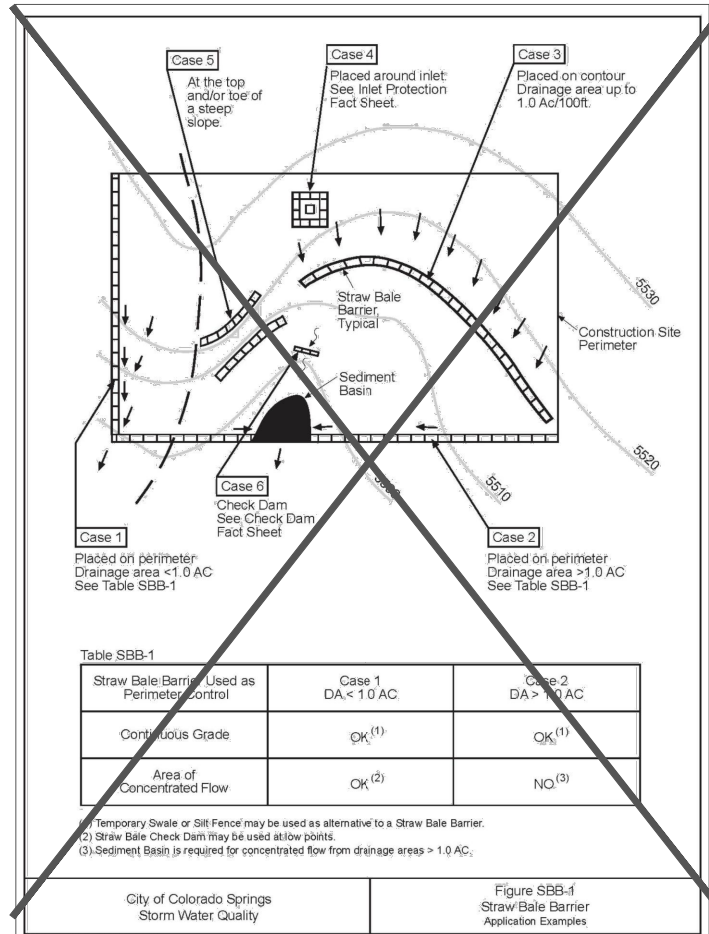 Case 5
At the top
and/or toe of
a steep
slope.
Case 4
Placed around inlet
See Inlet Protection
Fact Sheet.
Case 3
Placed on contour
Drainage area up to
1.0 Ac/100ft.
Straw Bale
Barrier,
Typical
5530
Construction Site
Perimeter
Sediment
Basin
5520
5510
Case 6
Check Dam
See Check Dam
Fact Sheet
Case 1
Placed on perimeter
Drainage area <1.0 AC
See Table SBB-1
Case 2
Placed on perimeter
Drainage area >1.0 AC
See Table SBB-1
Table SBB-1
Straw Bale Barrier Used as
Perimeter Control
Case 1
DA < 1.0 AC
Case 2
DA > 1.0 AC
Continuous Grade
OK (1)
OK (1)
Area of
Concentrated Flow
OK (2)
NO (3)
(1) Temporary Swale or Silt Fence may be used as alternative to a Straw Bale Barrier.
(2) Straw Bale Check Dam may be used at low points.
(3) Sediment Basin is required for concentrated flow from drainage areas > 1.0 AC.
City of Colorado Springs
Storm Water Quality
Figure SBB-1
Straw Bale Barrier
Application Examples